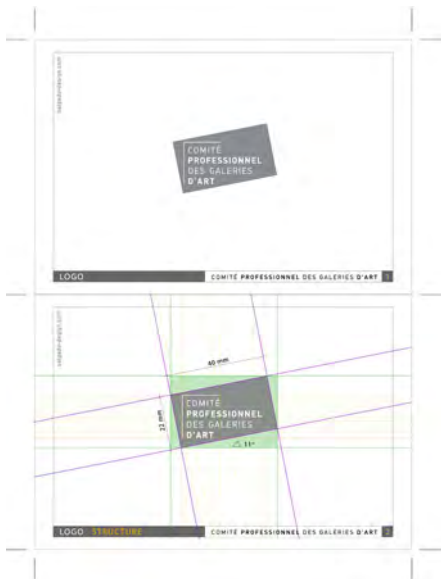 COMITÉ
PROFESSIONNEL
DES GALERIES
D'ART
LOGO
COMITÉ PROFESSIONNEL DES GALERIES D'ART 1
40 mm
22 mm
COMITÉ
PROFESSIONNEL
DES GALERIES
D'ART
11°
LOGO STRUCTURE
COMITÉ PROFESSIONNEL DES GALERIES D'ART 2